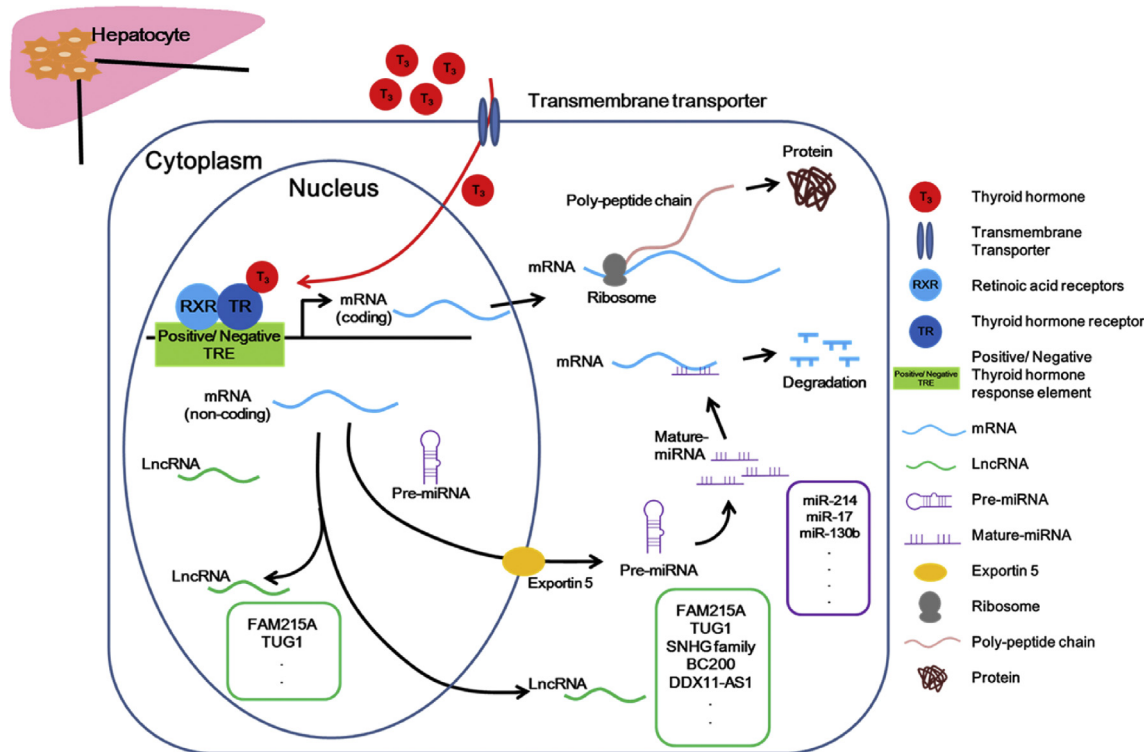 Hepatocyte
T3
T3
T3
T3
T3
Transmembrane transporter
Cytoplasm
Nucleus
T3
Protein
Poly-peptide chain
mRNA
Ribosome
T3
RXR
TR
Positive/ Negative
TRE
mRNA
(coding)
mRNA
Degradation
mRNA
(non-coding)
LncRNA
Pre-miRNA
Mature-
miRNA
miR-214
miR-17
miR-130b
.
.
.
.
Exportin 5
Pre-miRNA
LncRNA
FAM215A
TUG1
.
.
LncRNA
FAM215A
TUG1
SNHG family
BC200
DDX11-AS1
.
.
T3
Thyroid hormone
Transmembrane
Transporter
RXR
Retinoic acid receptors
TR
Thyroid hormone receptor
Positive/ Negative
TRE
Positive/ Negative
Thyroid hormone
response element
mRNA
LncRNA
Pre-miRNA
Mature-miRNA
Exportin 5
Ribosome
Poly-peptide chain
Protein